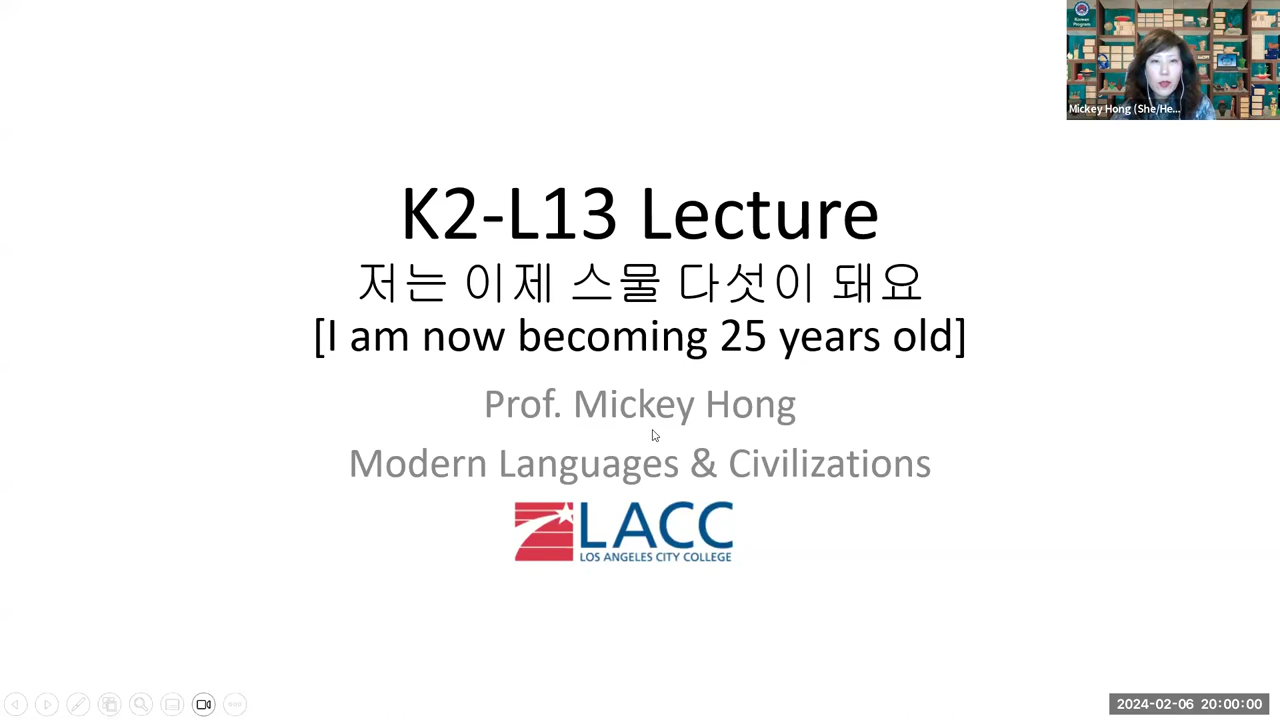 Korean
Program
Mickey Hong (She/He...
K2-L13 Lecture
저는 이제 스물 다섯이 돼요
[I am now becoming 25 years old]
Prof. Mickey Hong
Modern Languages & Civilizations
LACC
LOS ANGELES CITY COLLEGE
2024-02-06 20:00:00